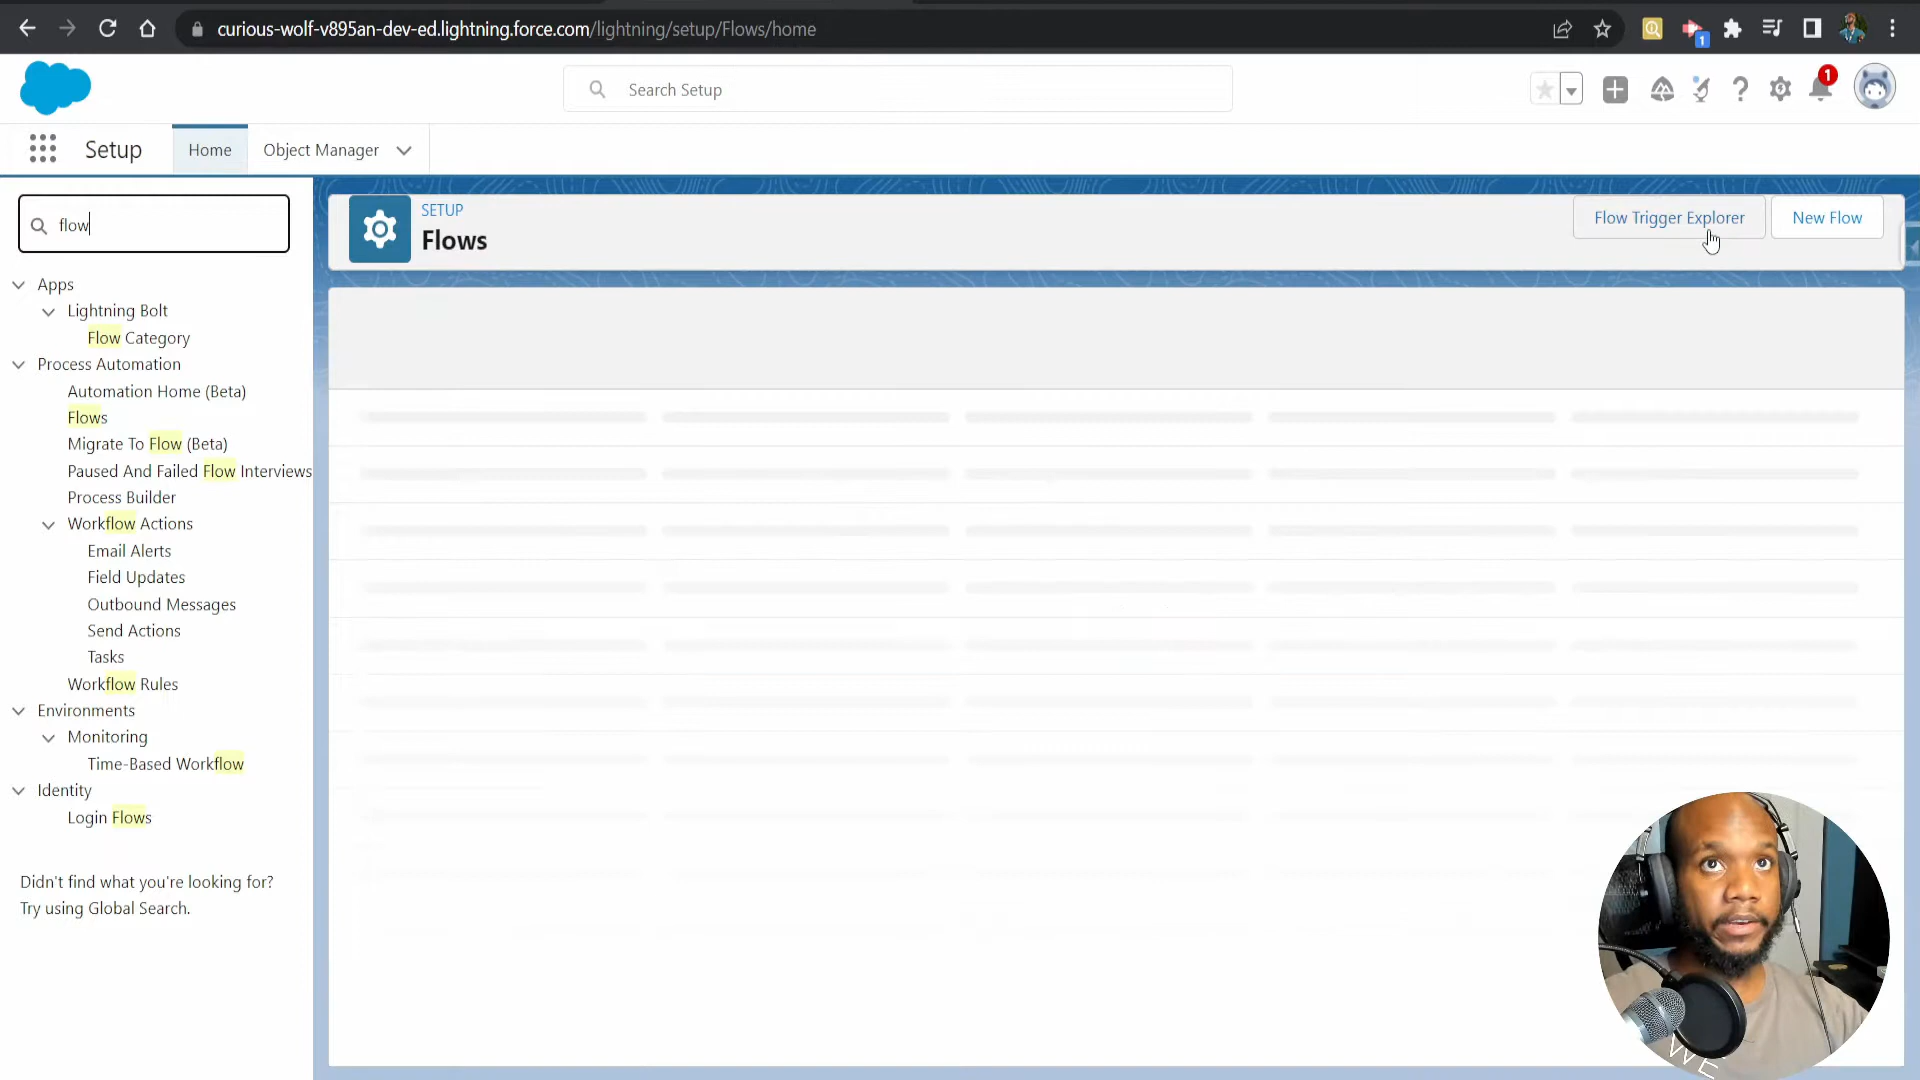 curious-wolf-v895an-dev-ed.lightning.force.com/lightning/setup/Flows/home
1
Search Setup
1
Setup
Home
Object Manager
flow
SETUP
Flows
Flow Trigger Explorer
New Flow
Apps
Lightning Bolt
Flow Category
Process Automation
Automation Home (Beta)
Flows
Migrate To Flow (Beta)
Paused And Failed Flow Interviews
Process Builder
Workflow Actions
Email Alerts
Field Updates
Outbound Messages
Send Actions
Tasks
Workflow Rules
Environments
Monitoring
Time-Based Workflow
Identity
Login Flows
Didn't find what you're looking for?
Try using Global Search.
WE